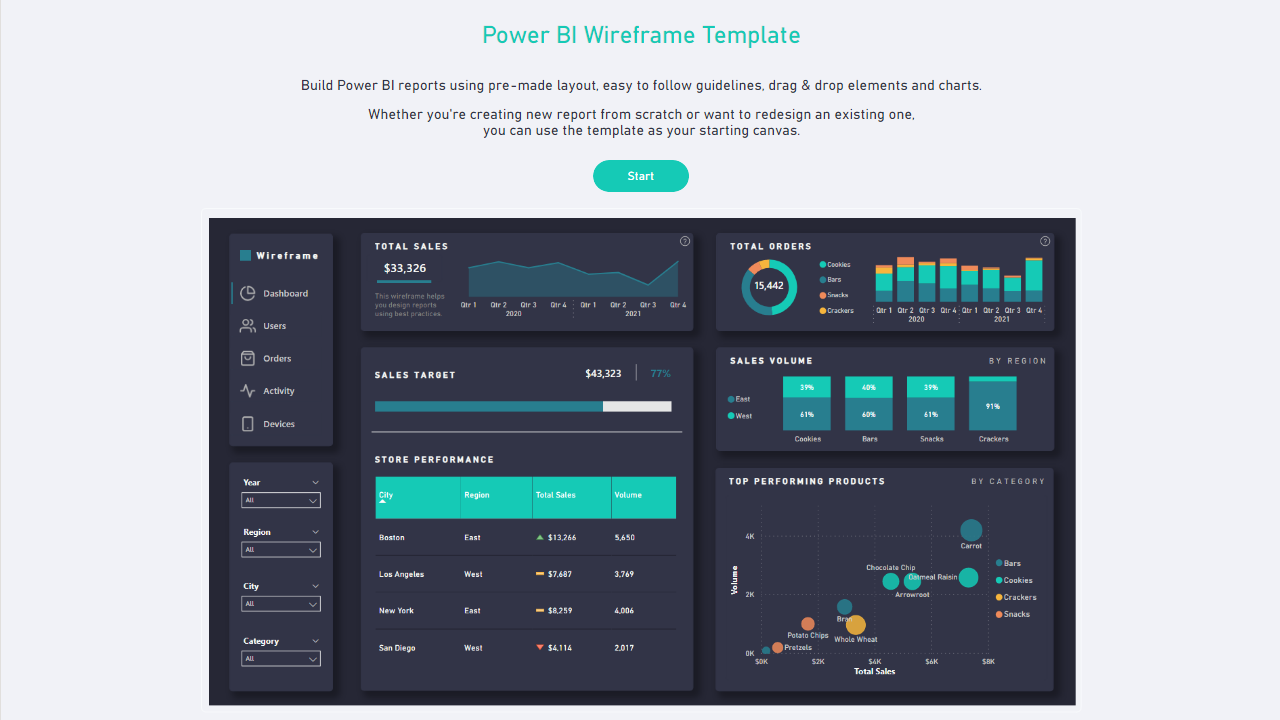 Power BI Wireframe Template
Build Power BI reports using pre-made layout, easy to follow guidelines, drag & drop elements and charts.
Whether you're creating new report from scratch or want to redesign an existing one,
you can use the template as your starting canvas.
Start
Wireframe
Dashboard
Users
Orders
Activity
Devices
Year
All
Region
All
City
All
Category
All
TOTAL SALES
?
$33,326
This wireframe helps
you design reports
using best practices.
Qtr 1 Qtr 2 Qtr 3 Qtr 4 Qtr 1 Qtr 2 Qtr 3 Qtr 4
2020 2021
TOTAL ORDERS
?
15,442
Cookies
Bars
Snacks
Crackers
Qtr 1 Qtr 2 Qtr 3 Qtr 4 Qtr 1 Qtr 2 Qtr 3 Qtr 4
2020 2021
SALES TARGET
$43,323 77%
STORE PERFORMANCE
City Region Total Sales Volume
Boston East $13,266 5,650
Los Angeles West $7,687 3,769
New York East $8,259 4,006
San Diego West $4,114 2,017
SALES VOLUME BY REGION
East
West
39% 40% 39%
61% 60% 61% 91%
Cookies Bars Snacks Crackers
TOP PERFORMING PRODUCTS BY CATEGORY
Volume
4K
2K
0K
Carrot
Chocolate Chip
Oatmeal Raisin
Arrowroot
Bran
Whole Wheat
Potato Chips
Pretzels
$0K $2K $4K $6K $8K
Total Sales
Bars
Cookies
Crackers
Snacks